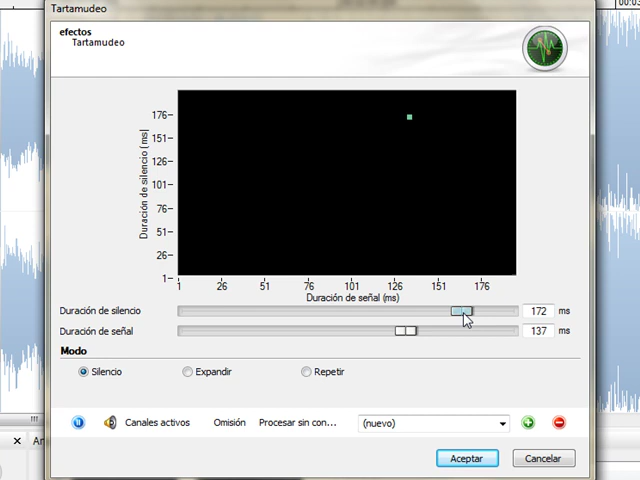 Tartamudeo
00:03
efectos
Tartamudeo
Duración de silencio (ms)
176
151
126
101
76
51
26
1
1 26 51 76 101 126 151 176
Duración de señal (ms)
Duración de silencio 172 ms
Duración de señal 137 ms
Modo
Silencio Expandir Repetir
Canales activos Omisión Procesar sin con... (nuevo)
Aceptar Cancelar